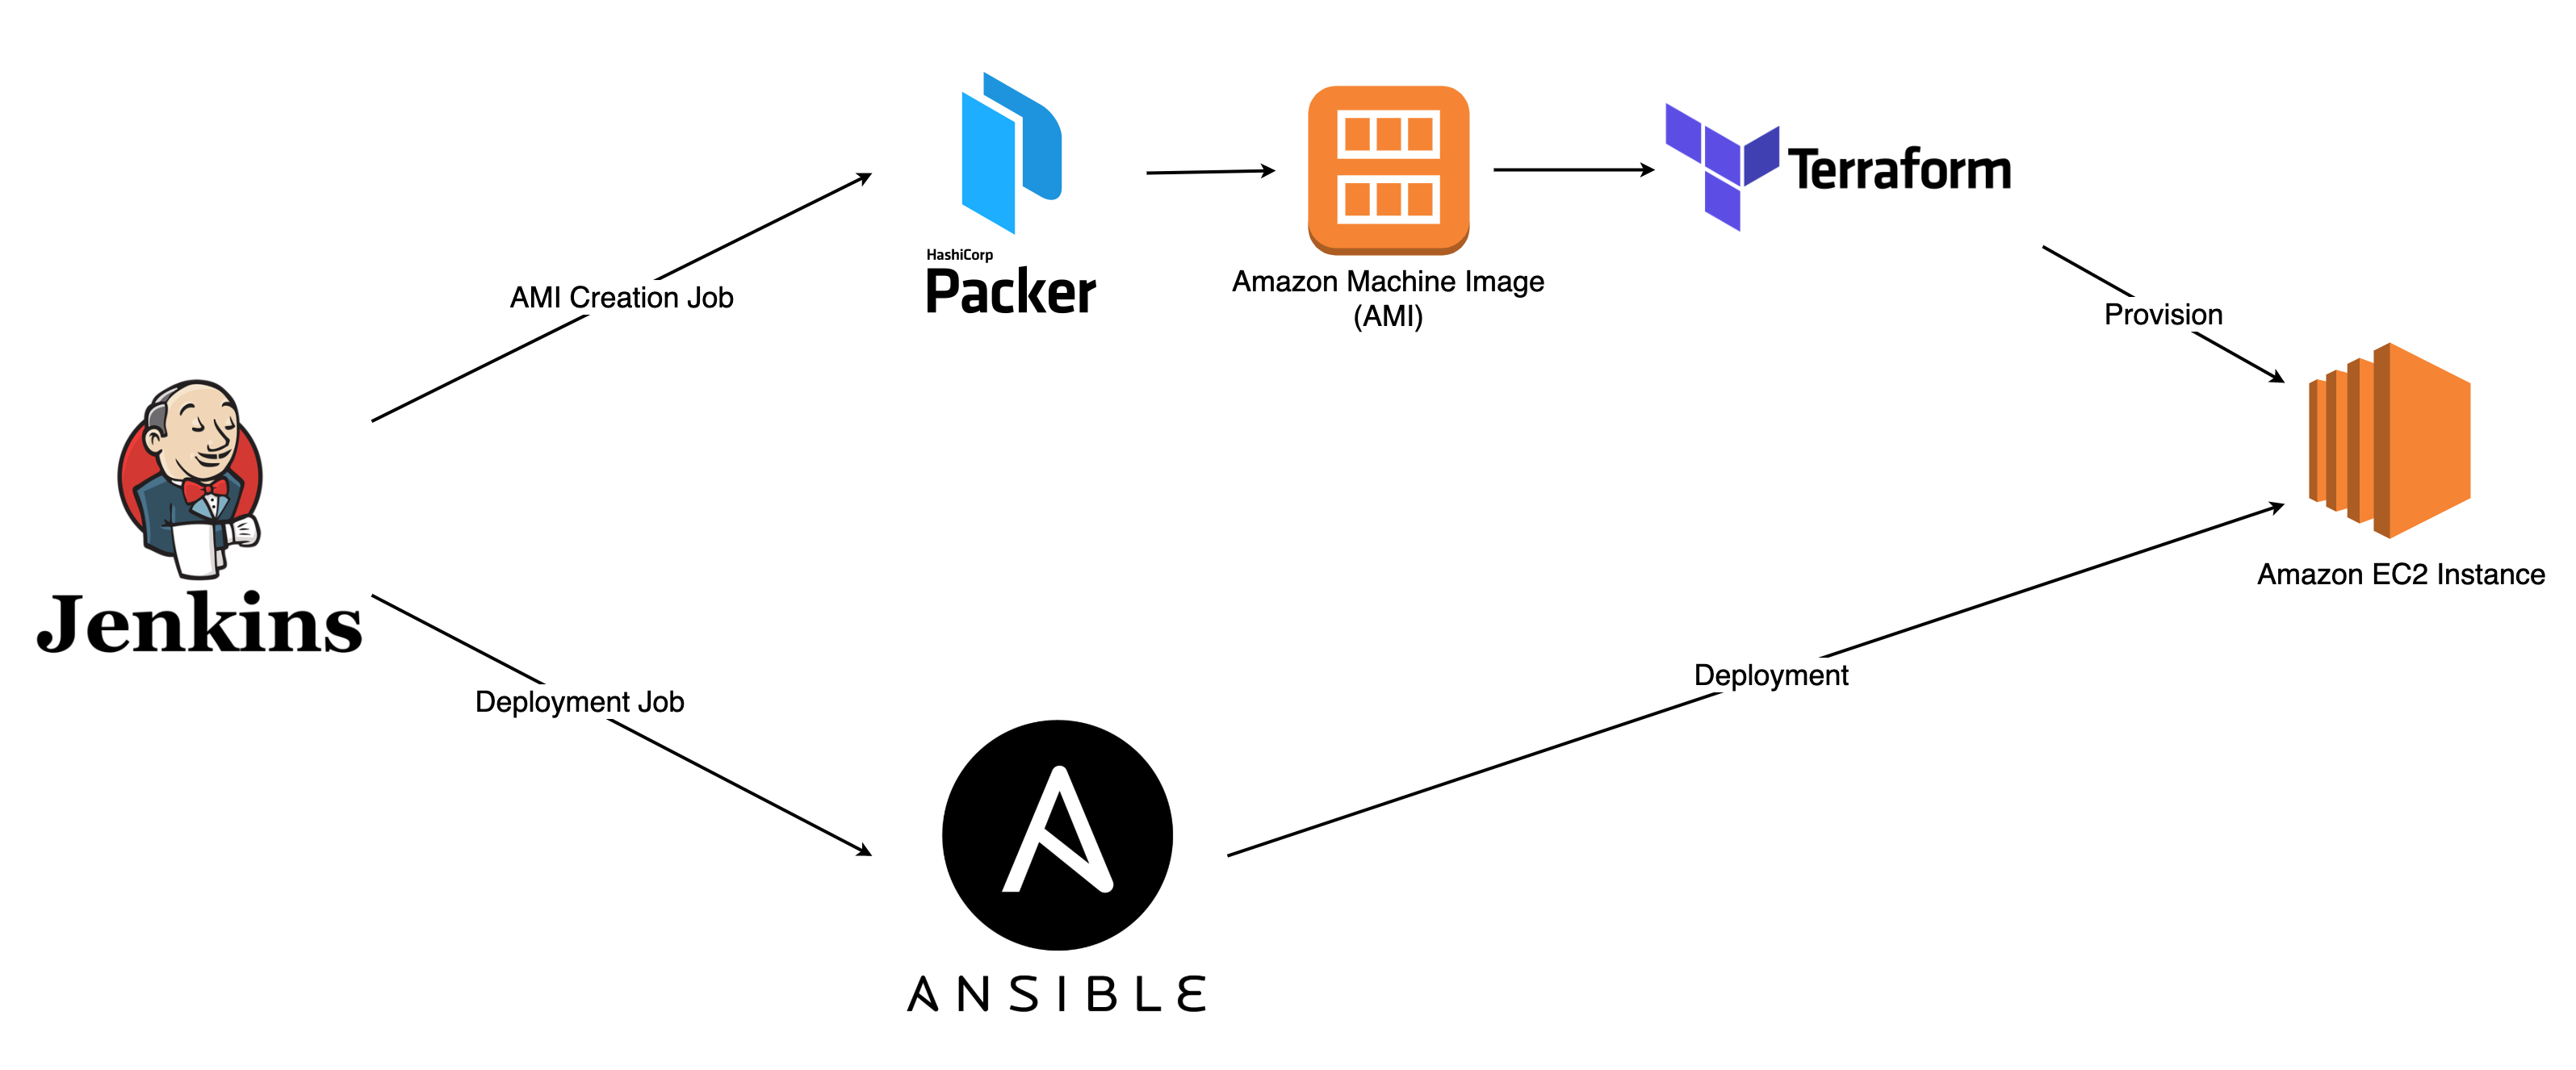 HashiCorp
Packer
Amazon Machine Image
(AMI)
Terraform
AMI Creation Job
Provision
Jenkins
Amazon EC2 Instance
Deployment Job
Deployment
ANSIBLE